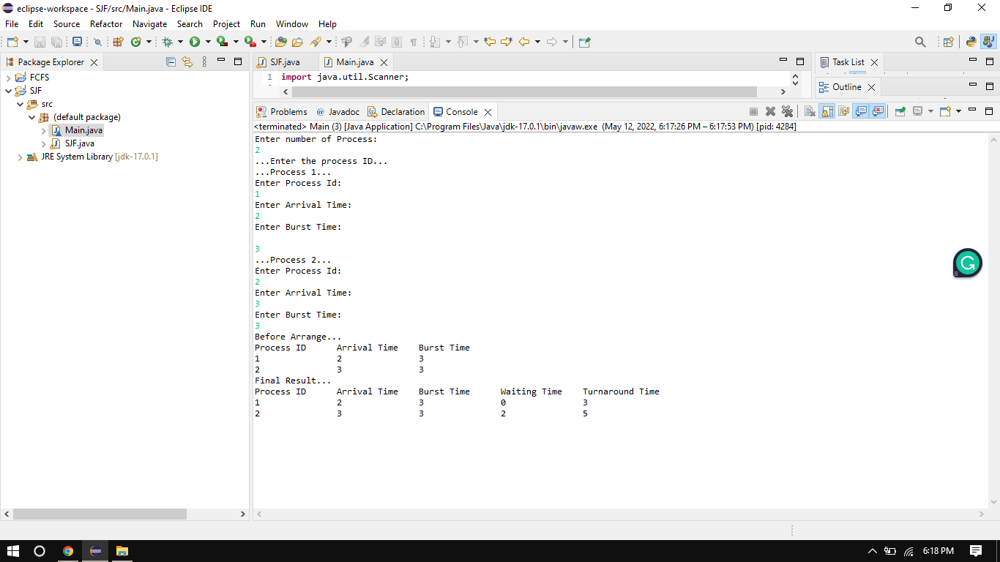 eclipse-workspace - SJF/src/Main.java - Eclipse IDE
File Edit Source Refactor Navigate Search Project Run Window Help
Package Explorer
FCFS
SJF
src
(default package)
Main.java
SJF.java
JRE System Library [jdk-17.0.1]
SJF.java Main.java
1 import java.util.Scanner;
Task List
Outline
Problems @ Javadoc Declaration Console
<terminated> Main (3) [Java Application] C:\Program Files\Java\jdk-17.0.1\bin\javaw.exe (May 12, 2022, 6:17:26 PM – 6:17:53 PM) [pid: 4284]
Enter number of Process:
2
...Enter the process ID...
...Process 1...
Enter Process Id:
1
Enter Arrival Time:
2
Enter Burst Time:
3
...Process 2...
Enter Process Id:
2
Enter Arrival Time:
3
Enter Burst Time:
3
Before Arrange...
Process ID Arrival Time Burst Time
1 2 3
2 3 3
Final Result...
Process ID Arrival Time Burst Time Waiting Time Turnaround Time
1 2 3 0 3
2 3 3 2 5
6:18 PM